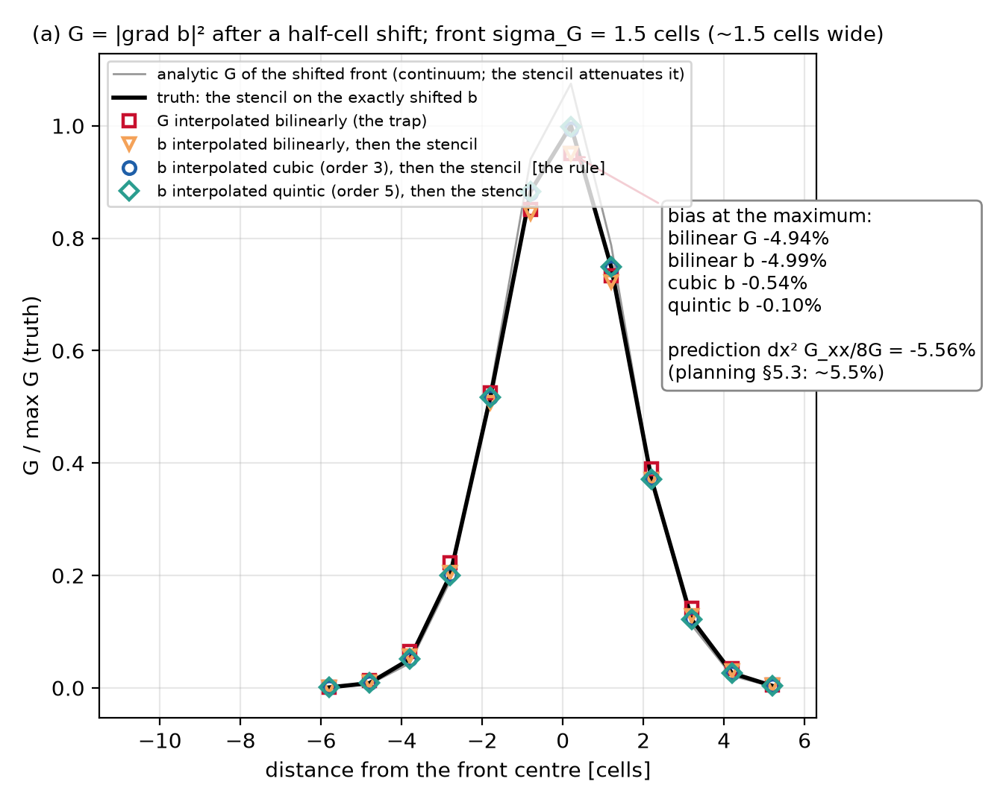 (a) G = |grad b|² after a half-cell shift; front sigma_G = 1.5 cells (~1.5 cells wide)
analytic G of the shifted front (continuum; the stencil attenuates it)
truth: the stencil on the exactly shifted b
G interpolated bilinearly (the trap)
b interpolated bilinearly, then the stencil
b interpolated cubic (order 3), then the stencil  [the rule]
b interpolated quintic (order 5), then the stencil
bias at the maximum:
bilinear G -4.94%
bilinear b -4.99%
cubic b -0.54%
quintic b -0.10%
prediction dx² G_xx/8G = -5.56%
(planning §5.3: ~5.5%)
G / max G (truth)
1.0
0.8
0.6
0.4
0.2
0.0
−10 −8 −6 −4 −2 0 2 4 6
distance from the front centre [cells]